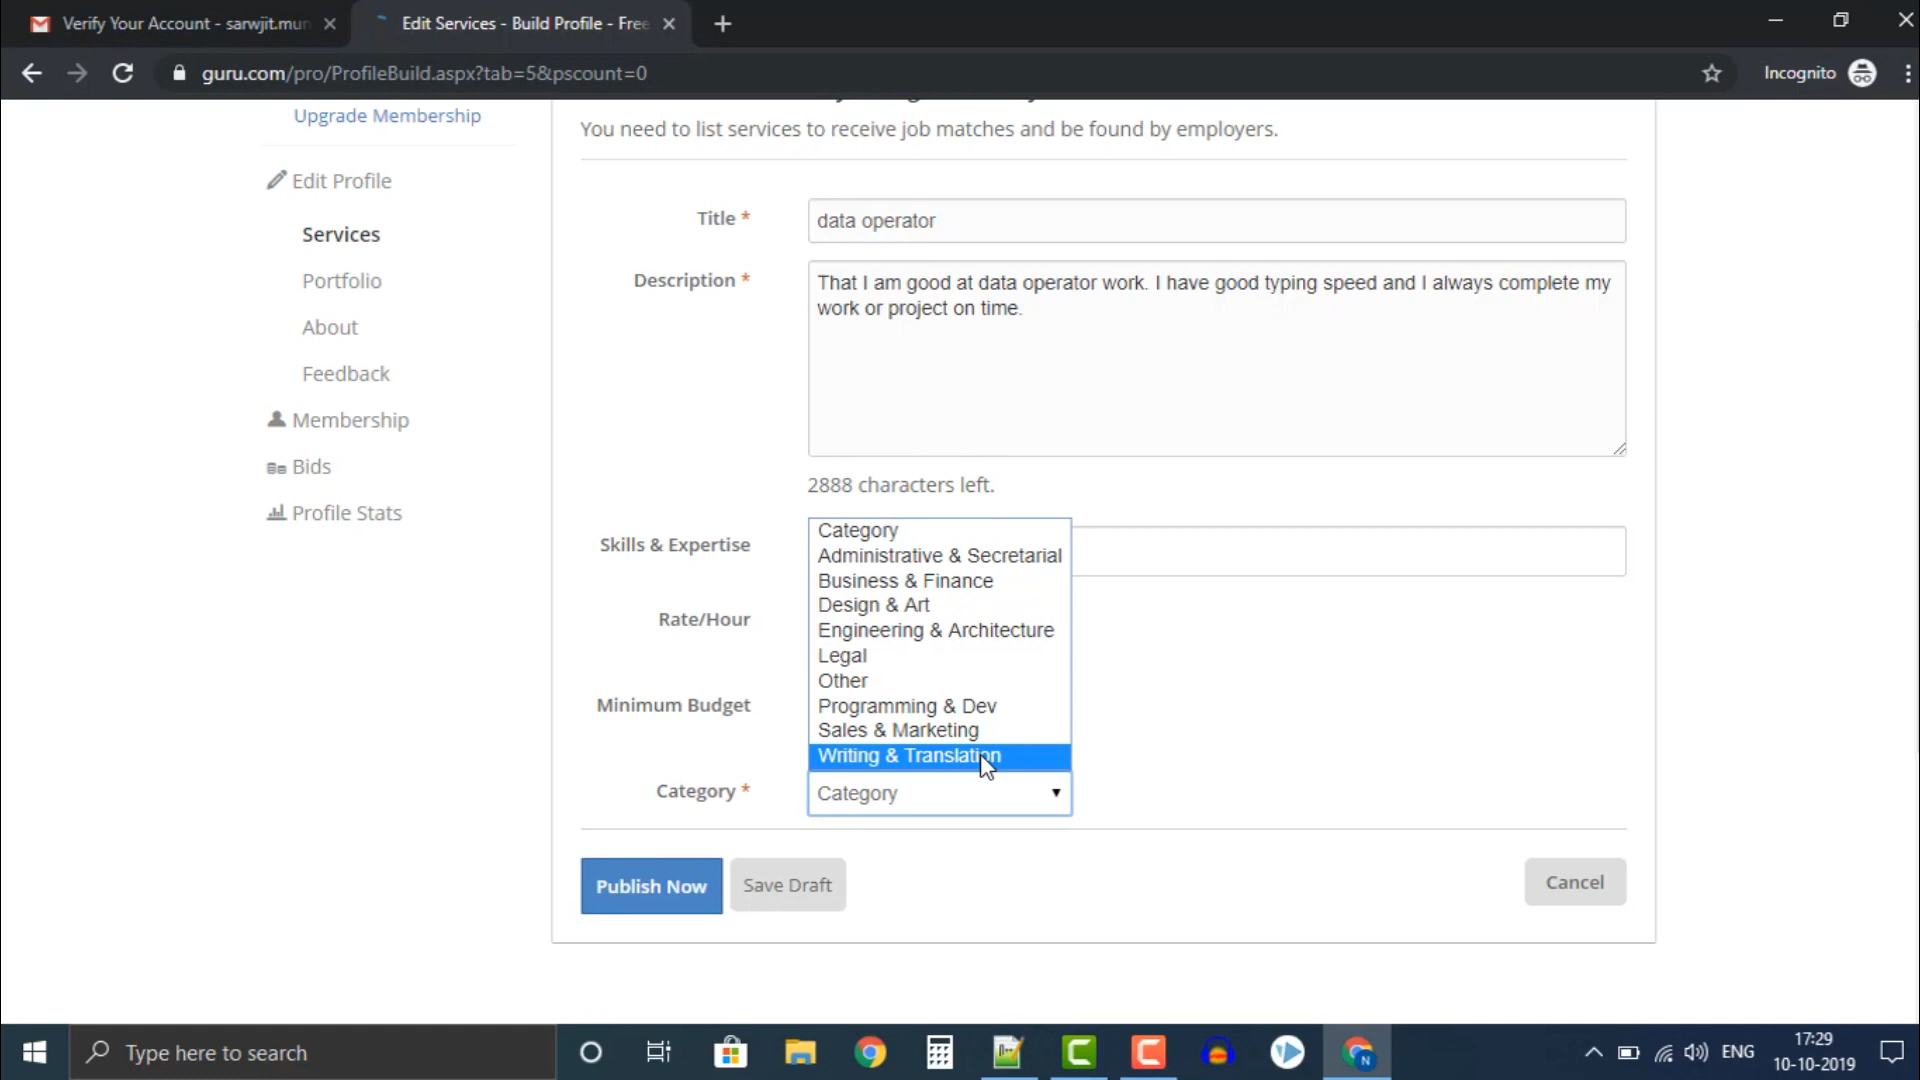 Verify Your Account - sarwjit.mun
Edit Services - Build Profile - Free
guru.com/pro/ProfileBuild.aspx?tab=5&pscount=0
Incognito
Upgrade Membership
You need to list services to receive job matches and be found by employers.
Edit Profile
Services
Portfolio
About
Feedback
Membership
Bids
Profile Stats
Title *
data operator
Description *
That I am good at data operator work. I have good typing speed and I always complete my
work or project on time.
2888 characters left.
Skills & Expertise
Rate/Hour
Minimum Budget
Category *
Category
Administrative & Secretarial
Business & Finance
Design & Art
Engineering & Architecture
Legal
Other
Programming & Dev
Sales & Marketing
Writing & Translation
Category
Publish Now
Save Draft
Cancel
Type here to search
N
ENG
17:29
10-10-2019